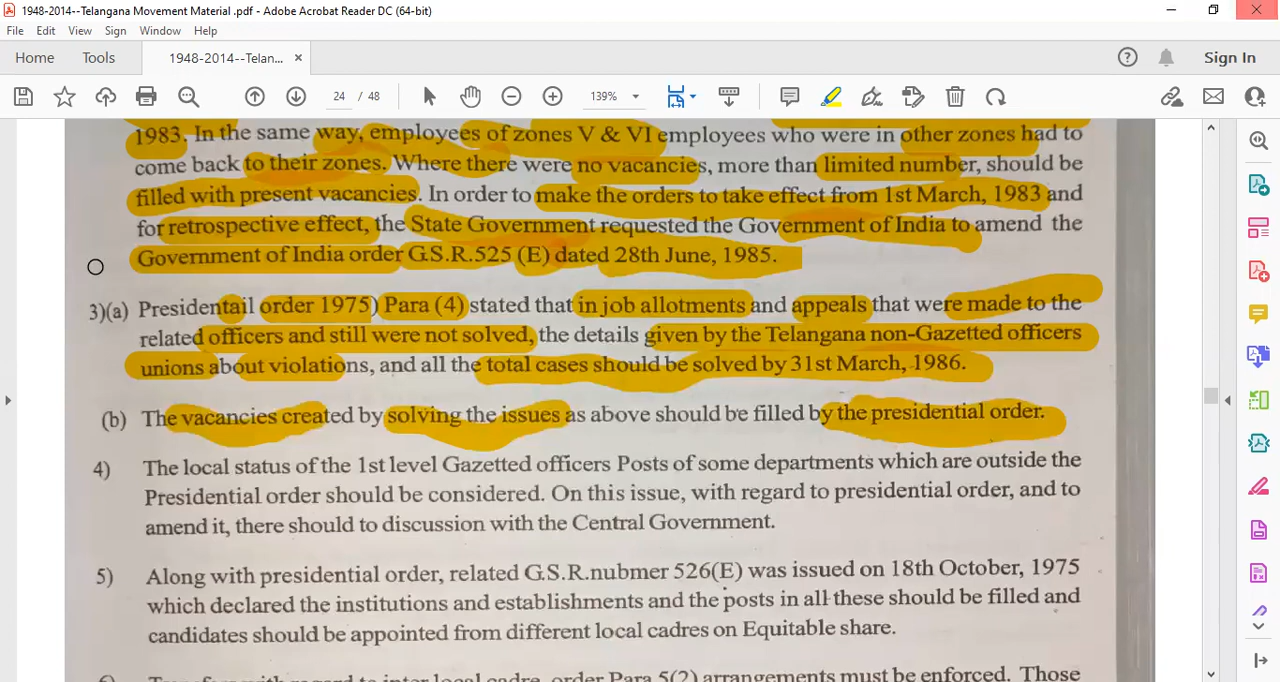 1948-2014--Telangana Movement Material .pdf - Adobe Acrobat Reader DC (64-bit)
File Edit View Sign Window Help
Home Tools 1948-2014--Telan... × Sign In
24 / 48 139%
1983. In the same way, employees of zones V & VI employees who were in other zones had to
come back to their zones. Where there were no vacancies, more than limited number, should be
filled with present vacancies. In order to make the orders to take effect from 1st March, 1983 and
for retrospective effect, the State Government requested the Government of India to amend the
Government of India order G.S.R.525 (E) dated 28th June, 1985.
3)(a) Presidentail order 1975) Para (4) stated that in job allotments and appeals that were made to the
related officers and still were not solved, the details given by the Telangana non-Gazetted officers
unions about violations, and all the total cases should be solved by 31st March, 1986.
(b) The vacancies created by solving the issues as above should be filled by the presidential order.
4) The local status of the 1st level Gazetted officers Posts of some departments which are outside the
Presidential order should be considered. On this issue, with regard to presidential order, and to
amend it, there should to discussion with the Central Government.
5) Along with presidential order, related G.S.R.nubmer 526(E) was issued on 18th October, 1975
which declared the institutions and establishments and the posts in all these should be filled and
candidates should be appointed from different local cadres on Equitable share.
order Para 5(2) arrangements must be enforced. Those